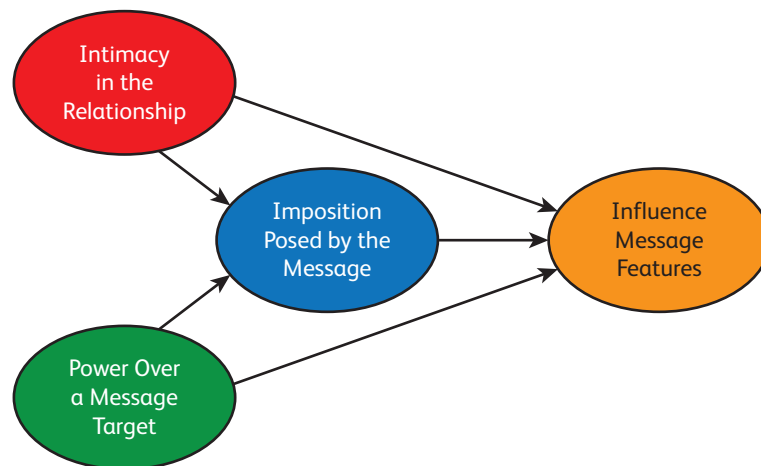 Intimacy
in the
Relationship
Imposition
Posed by the
Message
Influence
Message
Features
Power Over
a Message
Target